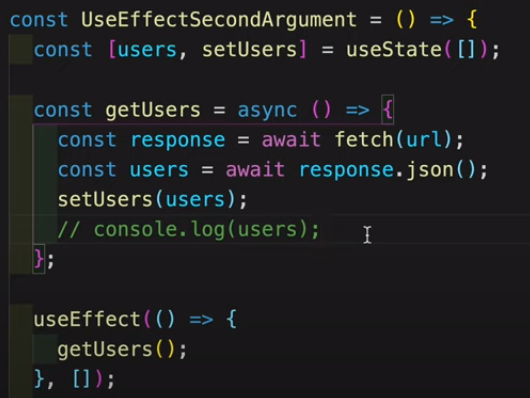 const UseEffectSecondArgument = () => {
const [users, setUsers] = useState([]);
const getUsers = async () => {
const response = await fetch(url);
const users = await response.json();
setUsers(users);
// console.log(users);
};
useEffect(() => {
getUsers();
}, []);